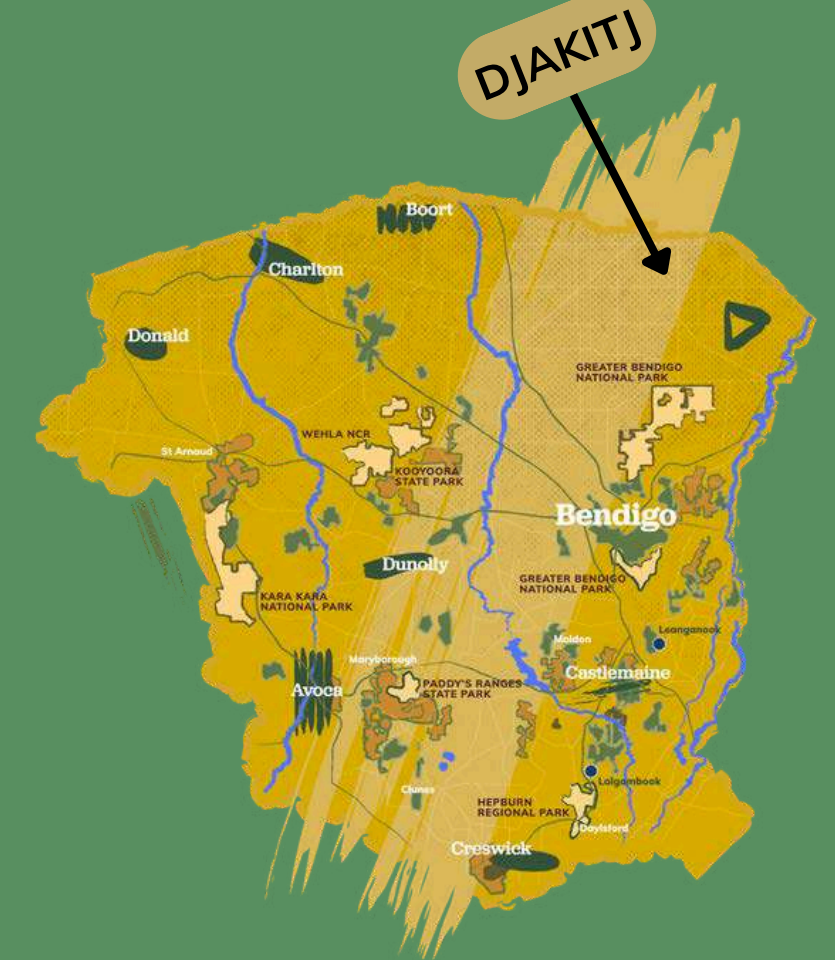 DJAKITJ
Boort
Charlton
Donald
GREATER BENDIGO
NATIONAL PARK
WEHLA NCR
St Arnaud
KOOYOORA
STATE PARK
Bendigo
Dunolly
GREATER BENDIGO
NATIONAL PARK
KARA KARA
NATIONAL PARK
Leanganook
Maldon
Maryborough
Castlemaine
PADDY'S RANGES
STATE PARK
Avoca
Lalgambook
Clunes
HEPBURN
REGIONAL PARK
Daylsford
Creswick